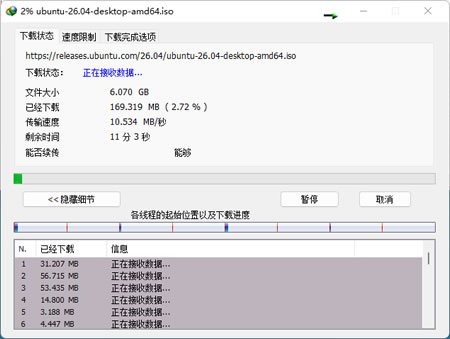 2% ubuntu-26.04-desktop-amd64.iso
下载状态 速度限制 下载完成选项
https://releases.ubuntu.com/26.04/ubuntu-26.04-desktop-amd64.iso
下载状态： 正在接收数据...
文件大小 6.070 GB
已经下载 169.319 MB ( 2.72 % )
传输速度 10.534 MB/秒
剩余时间 11 分 3 秒
能否续传 能够
<< 隐藏细节 暂停 取消
各线程的起始位置以及下载进度
N. 已经下载 信息
1 31.207 MB 正在接收数据...
2 56.715 MB 正在接收数据...
3 53.435 MB 正在接收数据...
4 14.800 MB 正在接收数据...
5 3.188 MB 正在接收数据...
6 4.447 MB 正在接收数据...